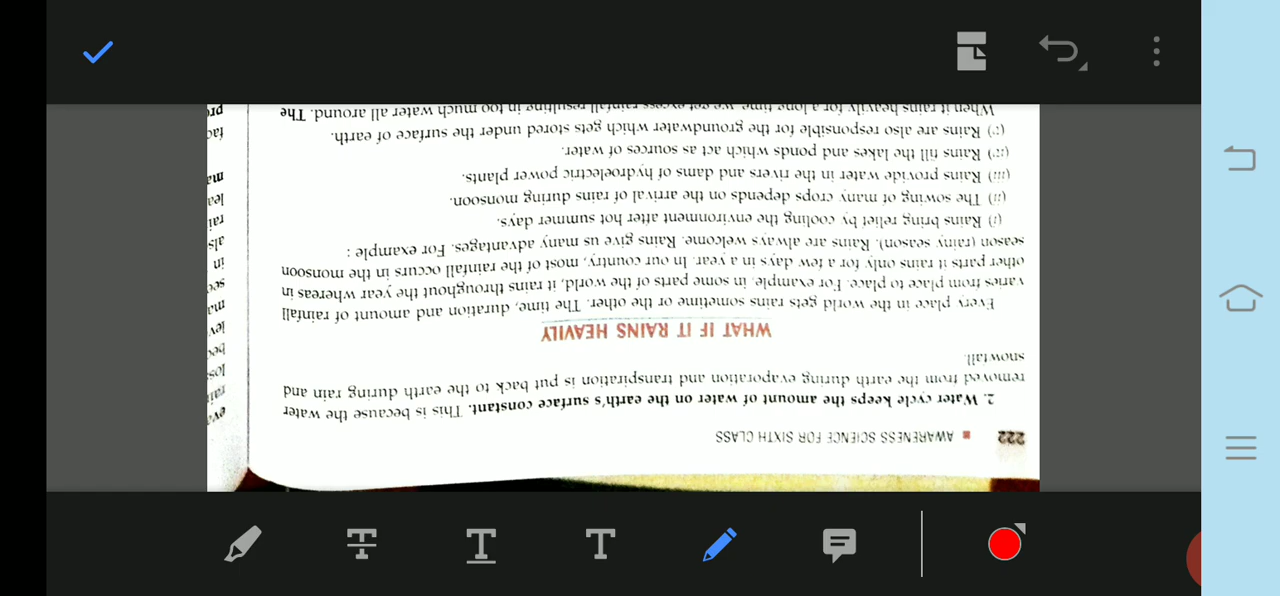 222 ■ AWARENESS SCIENCE FOR SIXTH CLASS
2. Water cycle keeps the amount of water on the earth's surface constant. This is because the water
removed from the earth during evaporation and transpiration is put back to the earth during rain and
snowfall.
WHAT IF IT RAINS HEAVILY
Every place in the world gets rains sometime or the other. The time, duration and amount of rainfall
varies from place to place. For example, in some parts of the world, it rains throughout the year whereas in
other parts it rains only for a few days in a year. In our country, most of the rainfall occurs in the monsoon
season (rainy season). Rains are always welcome. Rains give us many advantages. For example :
(i) Rains bring relief by cooling the environment after hot summer days.
(ii) The sowing of many crops depends on the arrival of rains during monsoon.
(iii) Rains provide water in the rivers and dams of hydroelectric power plants.
(iv) Rains fill the lakes and ponds which act as sources of water.
(v) Rains are also responsible for the groundwater which gets stored under the surface of earth.
When it rains heavily for a long time, we get excess rainfall resulting in too much water all around. The
T
T
T